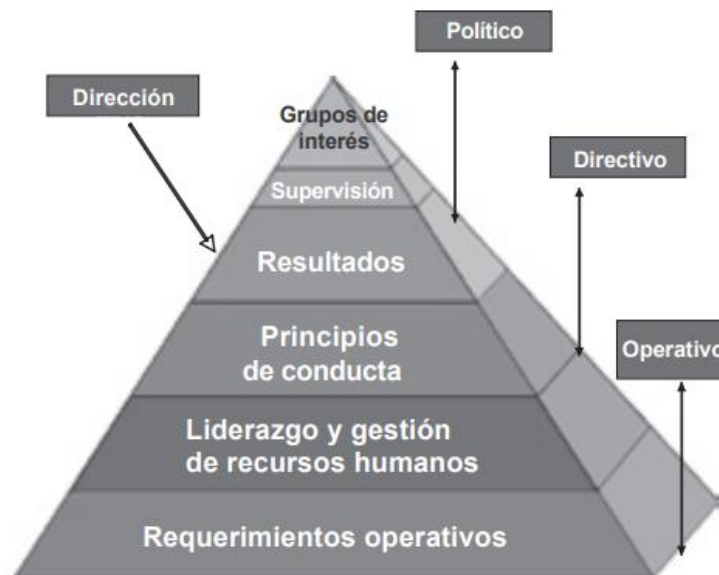 Político
Dirección
Grupos de
interés
Directivo
Supervisión
Resultados
Principios
de conducta
Operativo
Liderazgo y gestión
de recursos humanos
Requerimientos operativos